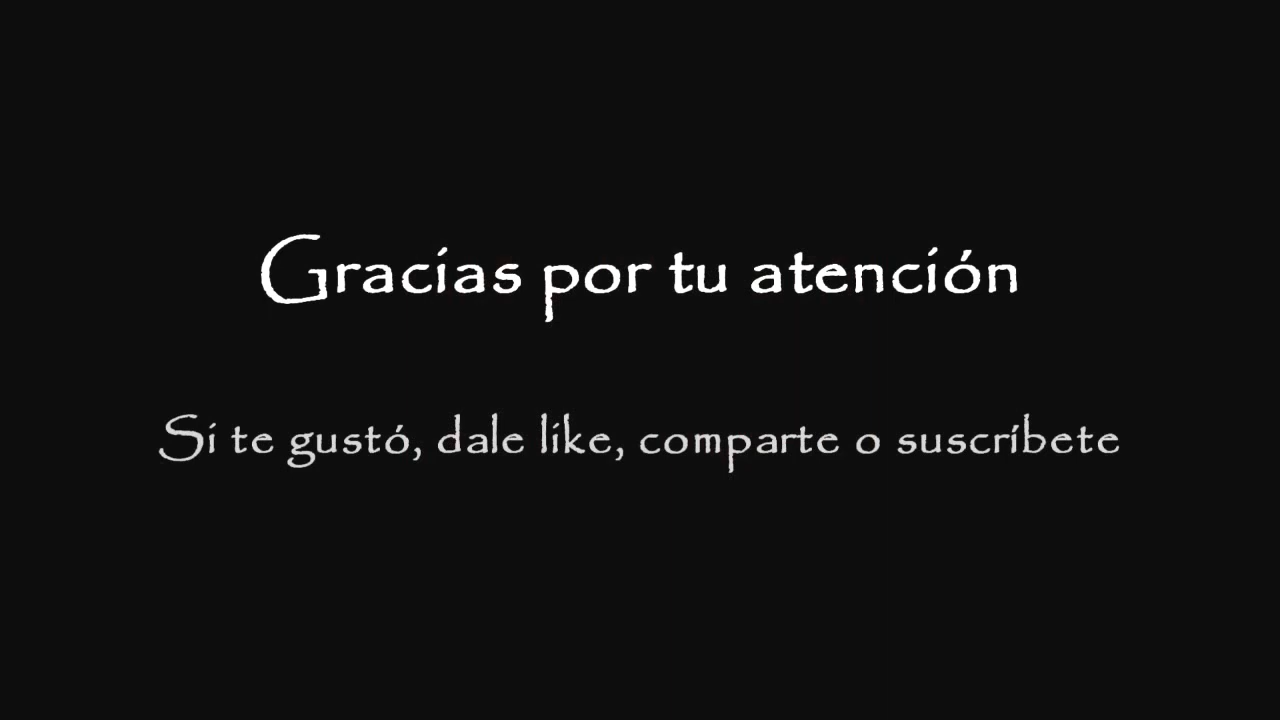 Gracias por tu atención
Si te gustó, dale like, comparte o suscríbete